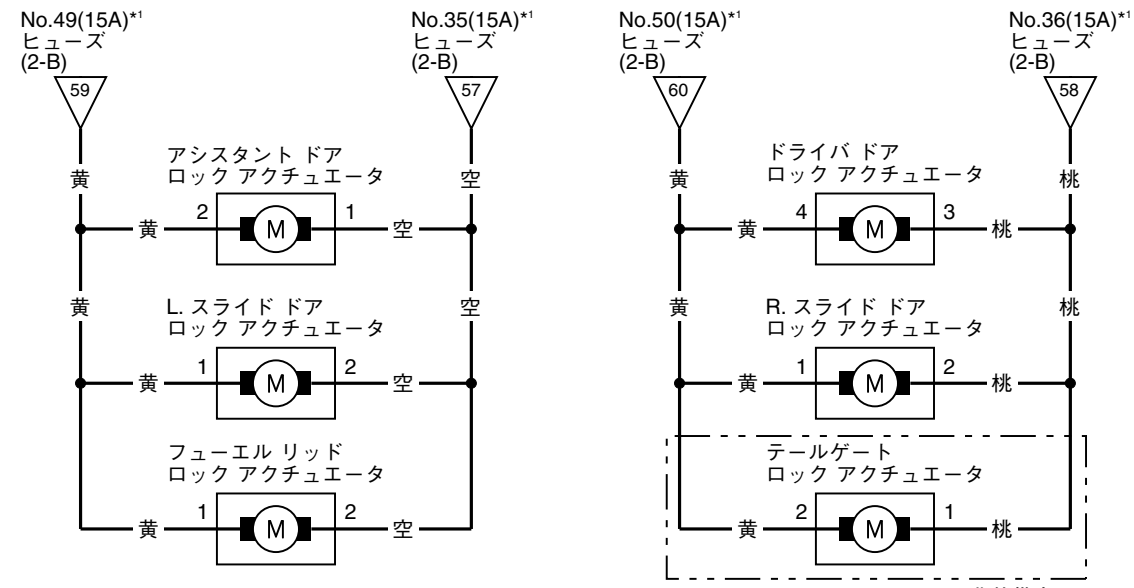 No.49(15A)*1
ヒューズ
(2-B)
59
No.35(15A)*1
ヒューズ
(2-B)
57
黄
空
アシスタント ドア
ロック アクチュエータ
黄
2
M
1
空
黄
空
L. スライド ドア
ロック アクチュエータ
黄
1
M
2
空
フューエル リッド
ロック アクチュエータ
黄
1
M
2
空
No.50(15A)*1
ヒューズ
(2-B)
60
No.36(15A)*1
ヒューズ
(2-B)
58
黄
桃
ドライバ ドア
ロック アクチュエータ
黄
4
M
3
桃
黄
桃
R. スライド ドア
ロック アクチュエータ
黄
1
M
2
桃
テールゲート
ロック アクチュエータ
黄
2
M
1
桃